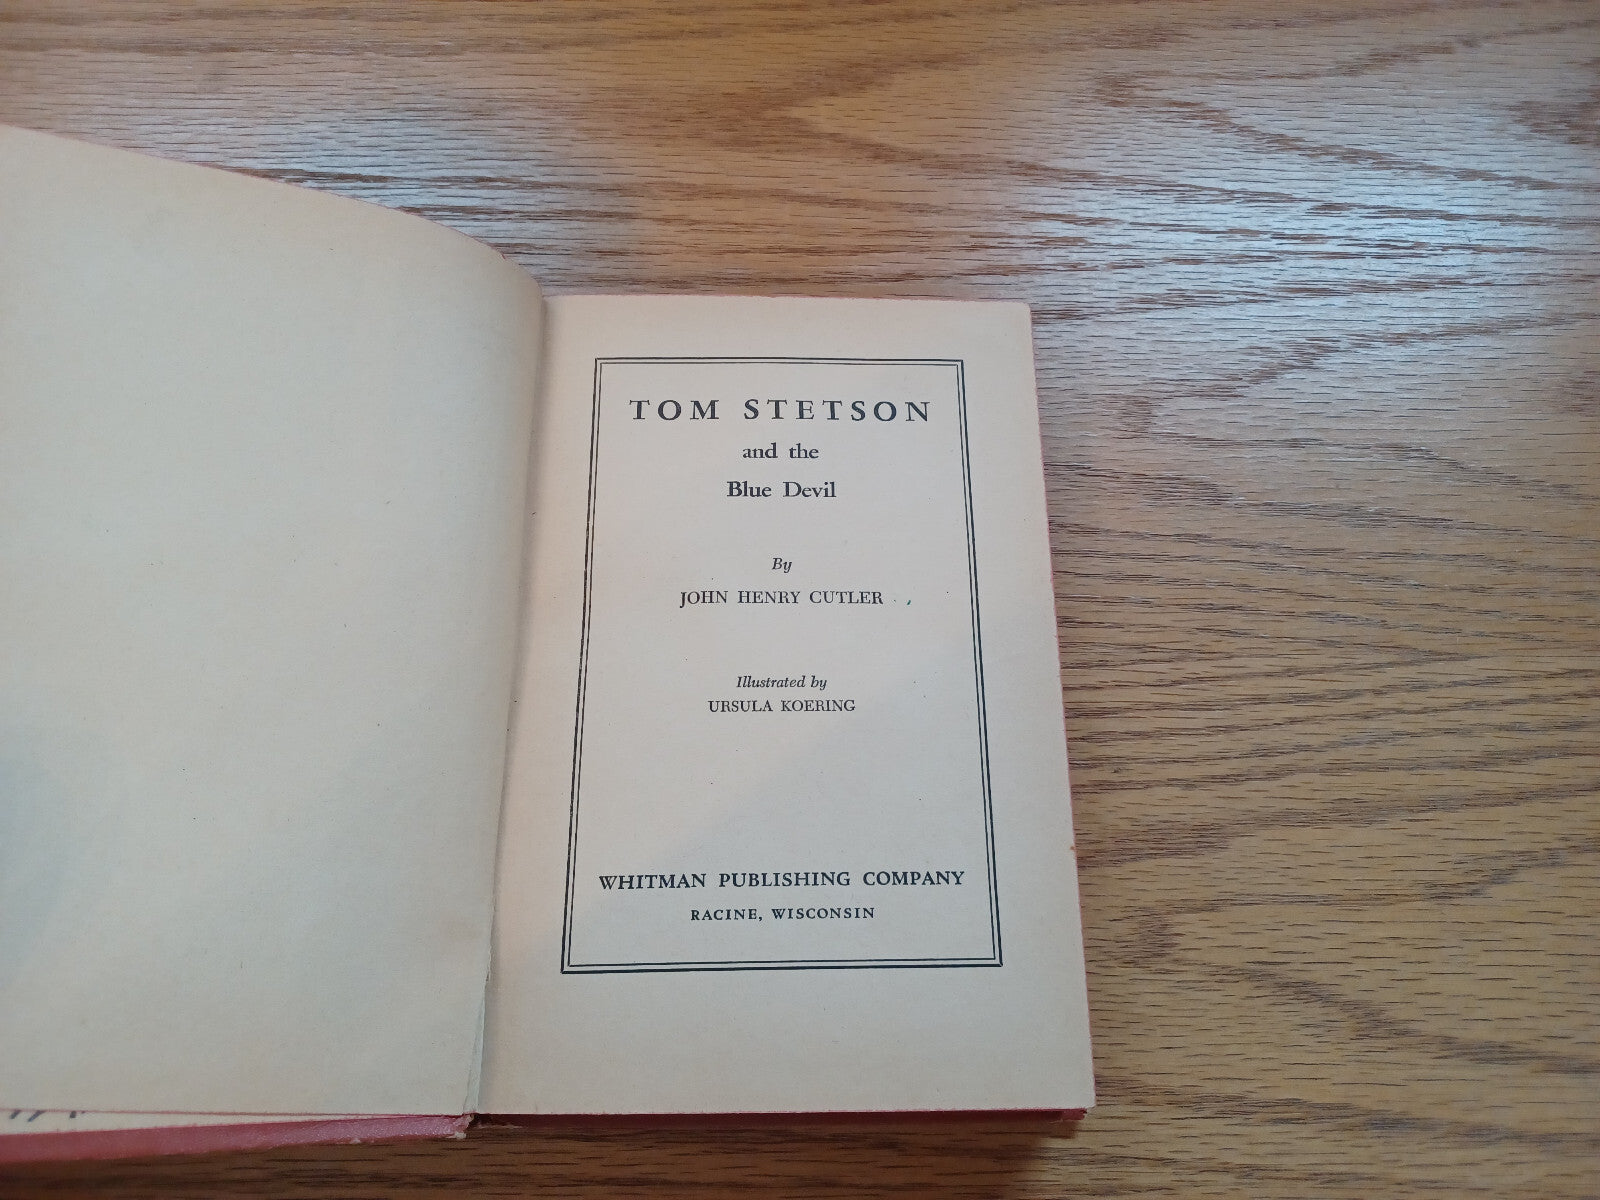 TOM STETSON
and the
Blue Devil
By
JOHN HENRY CUTLER
Illustrated by
URSULA KOERING
WHITMAN PUBLISHING COMPANY
RACINE, WISCONSIN